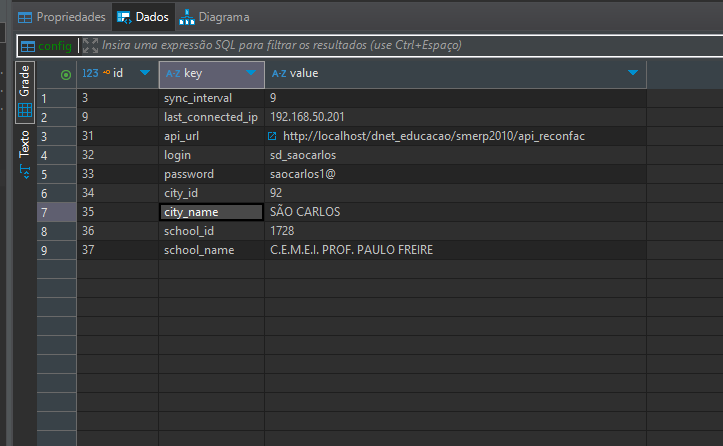 Propriedades Dados Diagrama
config Insira uma expressão SQL para filtrar os resultados (use Ctrl+Espaço)
Grade
Texto
123 id A-Z key A-Z value
1 3 sync_interval 9
2 9 last_connected_ip 192.168.50.201
3 31 api_url http://localhost/dnet_educacao/smerp2010/api_reconfac
4 32 login sd_saocarlos
5 33 password saocarlos1@
6 34 city_id 92
7 35 city_name SÃO CARLOS
8 36 school_id 1728
9 37 school_name C.E.M.E.I. PROF. PAULO FREIRE